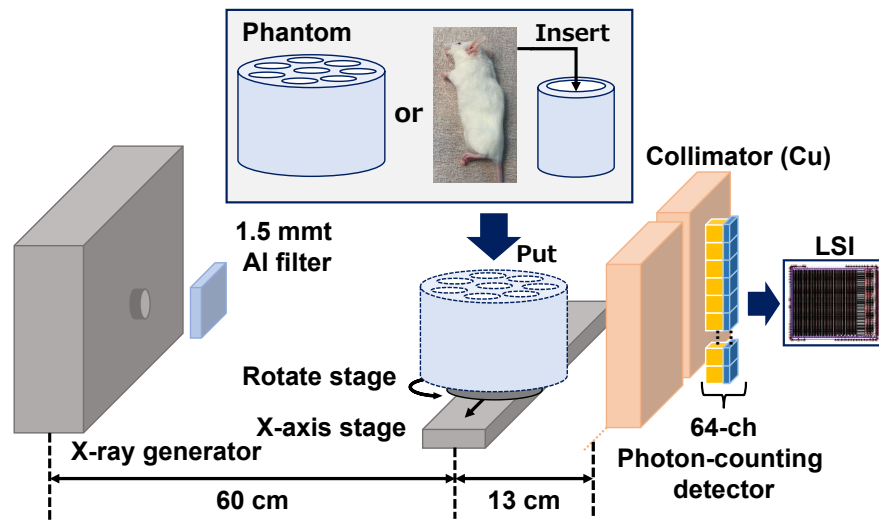 Phantom
or
Insert
Collimator (Cu)
1.5 mmt
Al filter
Put
LSI
Rotate stage
X-axis stage
X-ray generator
64-ch
Photon-counting
detector
60 cm
13 cm